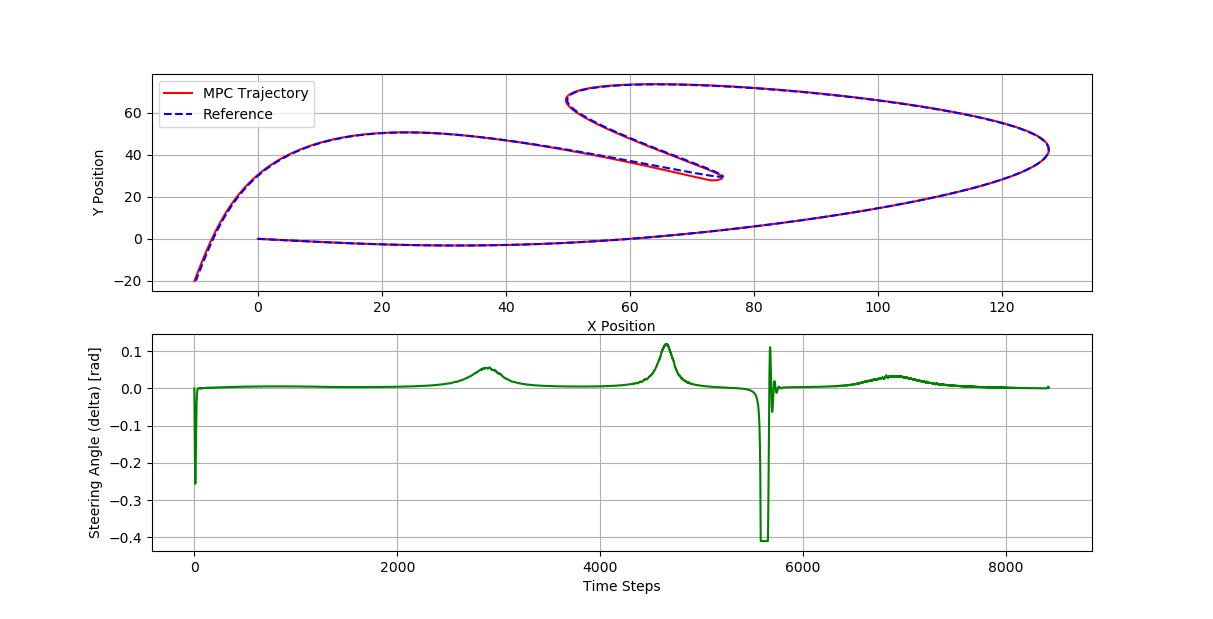 MPC Trajectory
Reference
Y Position
60
40
20
0
−20
0 20 40 60 80 100 120
X Position
Steering Angle (delta) [rad]
0.1
0.0
−0.1
−0.2
−0.3
−0.4
0 2000 4000 6000 8000
Time Steps